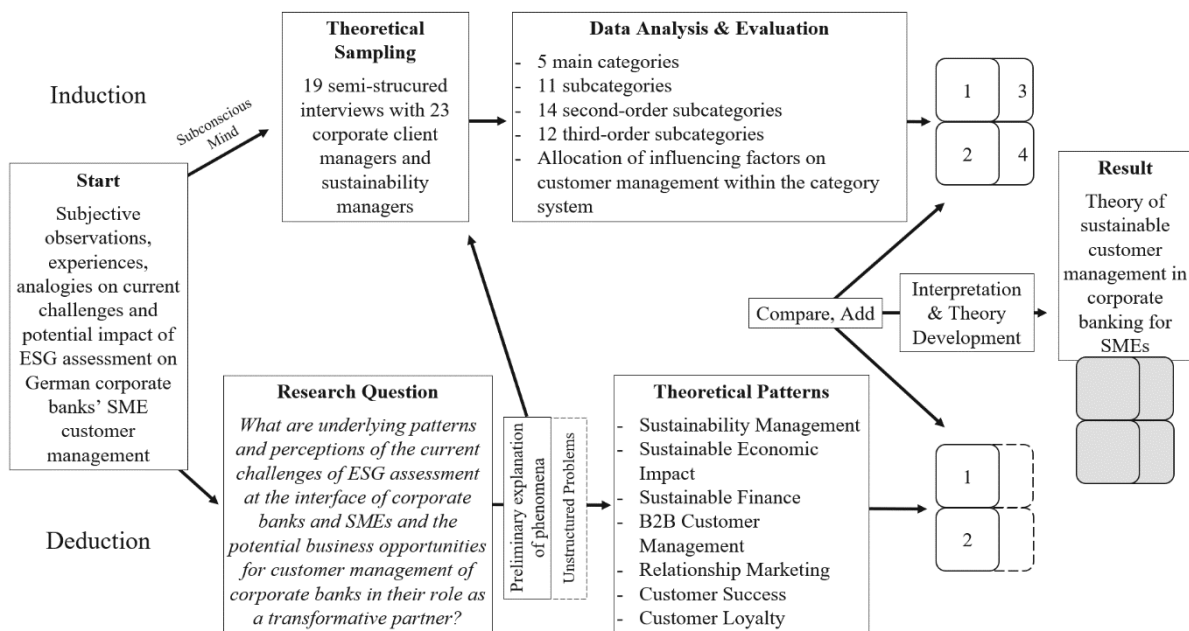 Induction
Deduction
Start
Subjective
observations,
experiences,
analogies on current
challenges and
potential impact of
ESG assessment on
German corporate
banks' SME
customer
management
Subconscious
Mind
Theoretical
Sampling
19 semi-strucured
interviews with 23
corporate client
managers and
sustainability
managers
Data Analysis & Evaluation
- 5 main categories
- 11 subcategories
- 14 second-order subcategories
- 12 third-order subcategories
- Allocation of influencing factors on
customer management within the category
system
1 3
2 4
Research Question
What are underlying patterns
and perceptions of the current
challenges of ESG assessment
at the interface of corporate
banks and SMEs and the
potential business opportunities
for customer management of
corporate banks in their role as
a transformative partner?
Preliminary explanation
of phenomena
Unstructured Problems
Theoretical Patterns
- Sustainability Management
- Sustainable Economic
Impact
- Sustainable Finance
- B2B Customer
Management
- Relationship Marketing
- Customer Success
- Customer Loyalty
1
2
Compare, Add
Interpretation
& Theory
Development
Result
Theory of
sustainable
customer
management in
corporate
banking for
SMEs